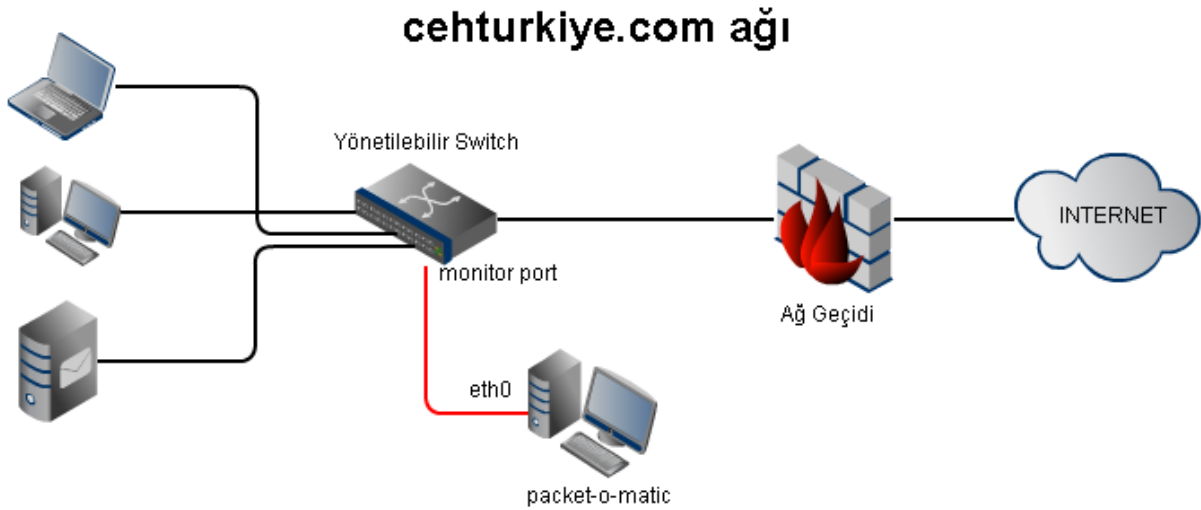 cehturkiye.com ağı
Yönetilebilir Switch
INTERNET
monitor port
Ağ Geçidi
eth0
packet-o-matic